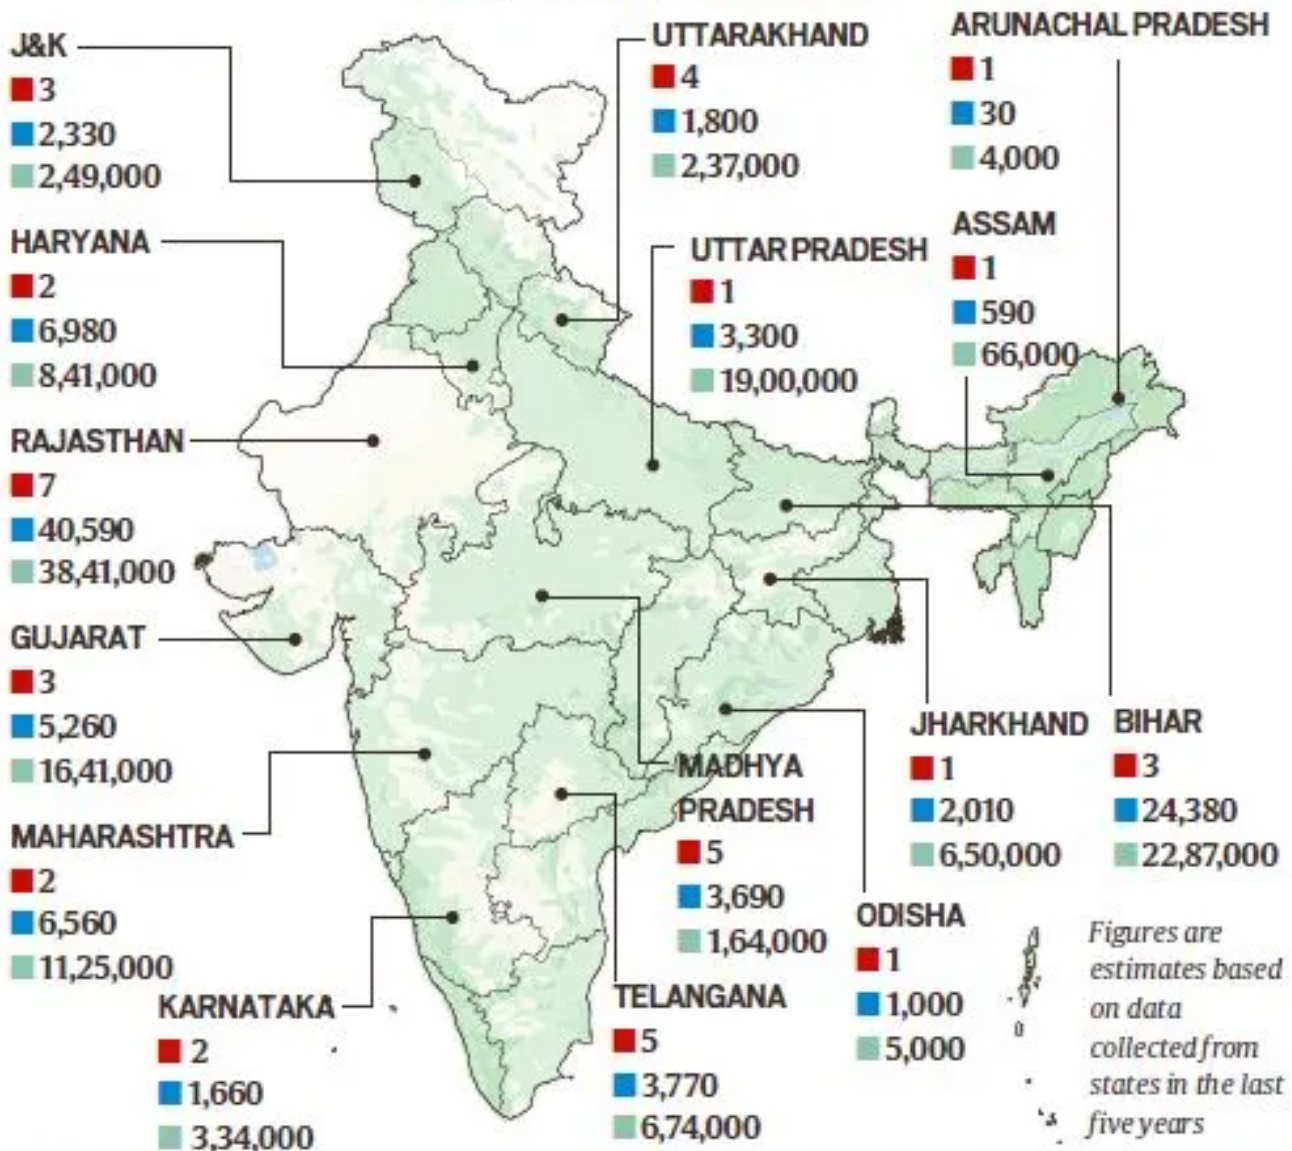 J&K
3
2,330
2,49,000
HARYANA
2
6,980
8,41,000
RAJASTHAN
7
40,590
38,41,000
GUJARAT
3
5,260
16,41,000
MAHARASHTRA
2
6,560
11,25,000
KARNATAKA
2
1,660
3,34,000
UTTARAKHAND
4
1,800
2,37,000
UTTAR PRADESH
1
3,300
19,00,000
ARUNACHAL PRADESH
1
30
4,000
ASSAM
1
590
66,000
MADHYA
PRADESH
5
3,690
1,64,000
TELANGANA
5
3,770
6,74,000
JHARKHAND
1
2,010
6,50,000
BIHAR
3
24,380
22,87,000
ODISHA
1
1,000
5,000
Figures are
estimates based
on data
collected from
states in the last
five years